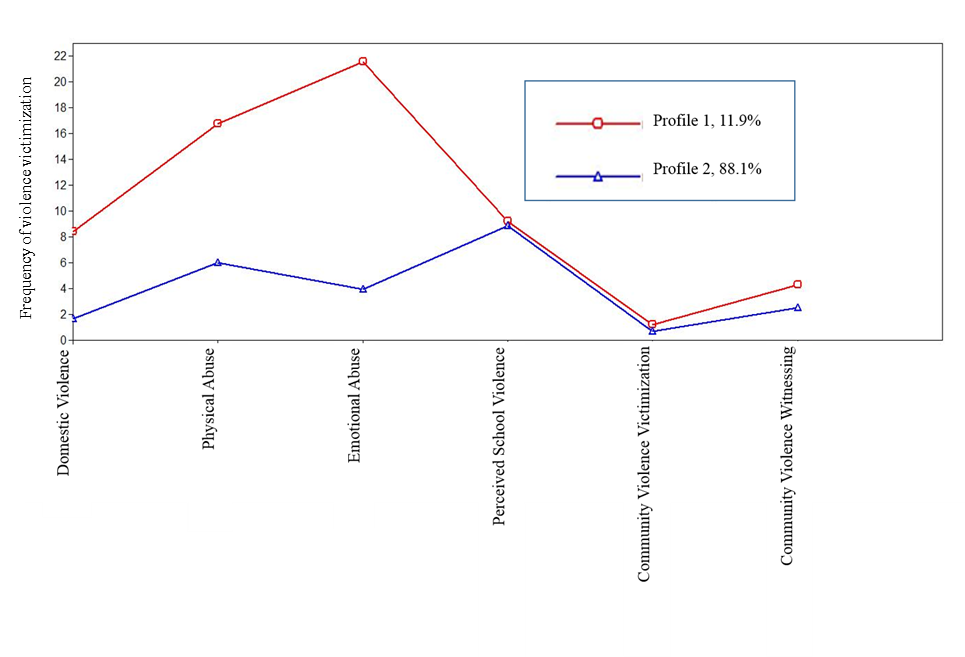 Frequency of violence victimization
22
20
18
16
14
12
10
8
6
4
2
0
Profile 1, 11.9%
Profile 2, 88.1%
Domestic Violence
Physical Abuse
Emotional Abuse
Perceived School Violence
Community Violence Victimization
Community Violence Witnessing